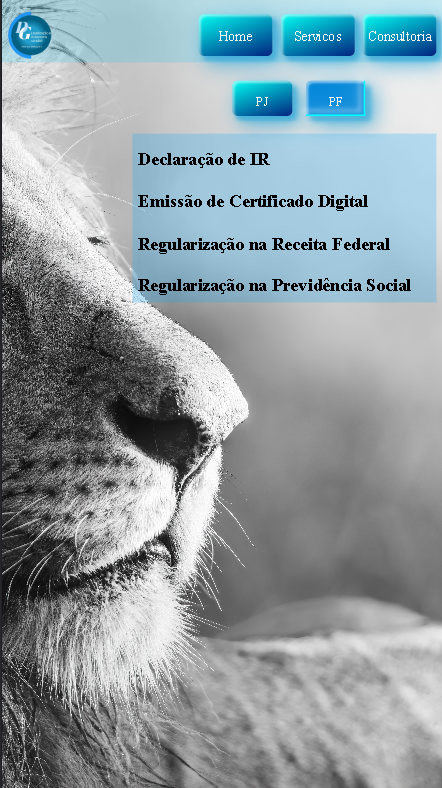 Home
Servicos
Consultoria
PJ
PF
Declaração de IR
Emissão de Certificado Digital
Regularização na Receita Federal
Regularização na Previdência Social